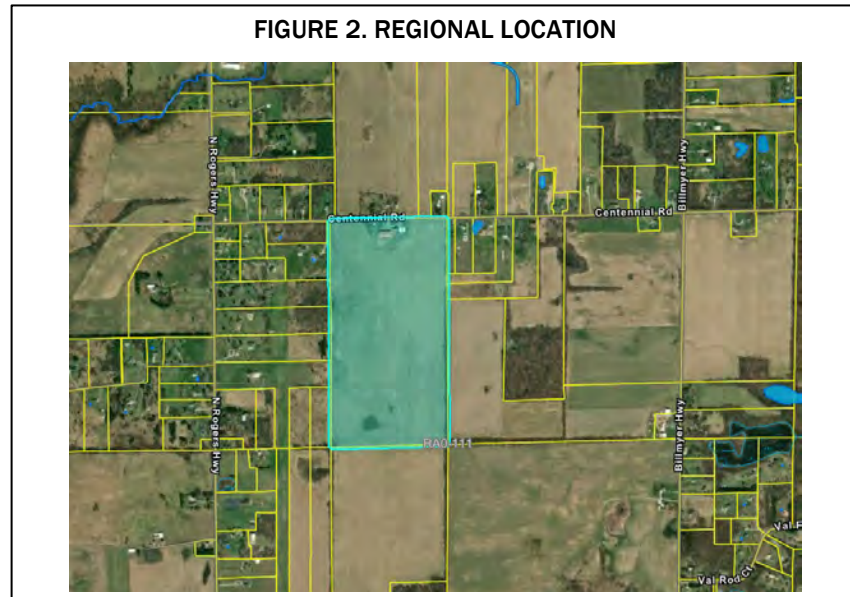 FIGURE 2. REGIONAL LOCATION
N Rogers Hwy
Billmyer Hwy
Centennial Rd
Centennial Rd
RA0 111
N Rogers Hwy
Billmyer Hwy
Val F
Val Rod Ct